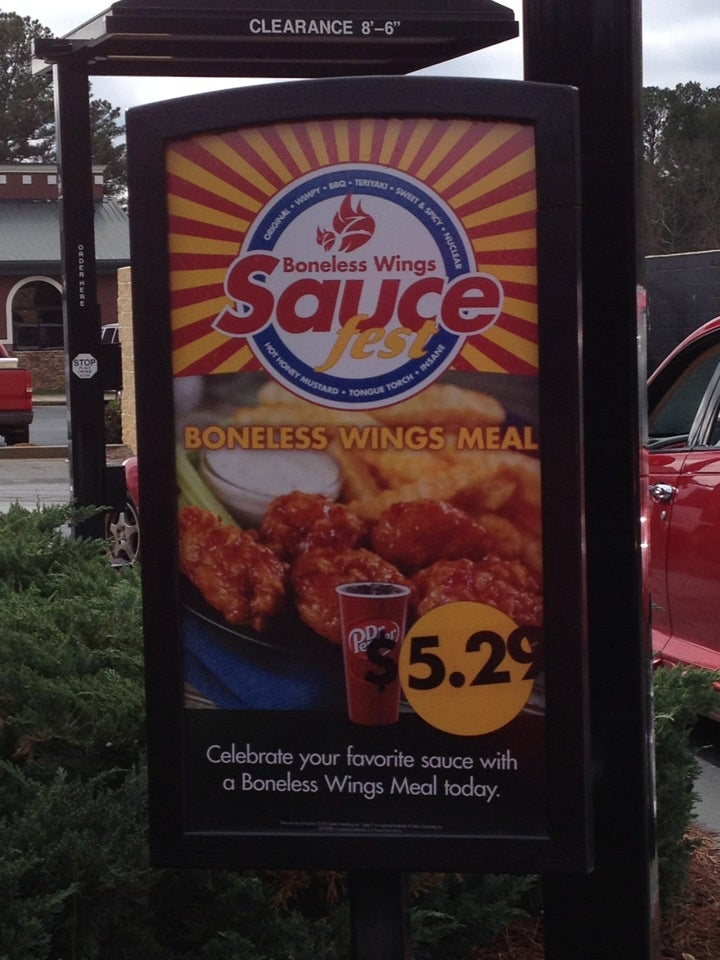 CLEARANCE 8'–6"
ORDER HERE
STOP
ORIGINAL • WIMPY • BBQ • TERIYAKI • SWEET & SPICY • NUCLEAR
Boneless Wings
Sauce
fest
HOT HONEY MUSTARD • TONGUE TORCH • INSANE
BONELESS WINGS MEAL
Dr Pepper
$5.29
Celebrate your favorite sauce with
a Boneless Wings Meal today.